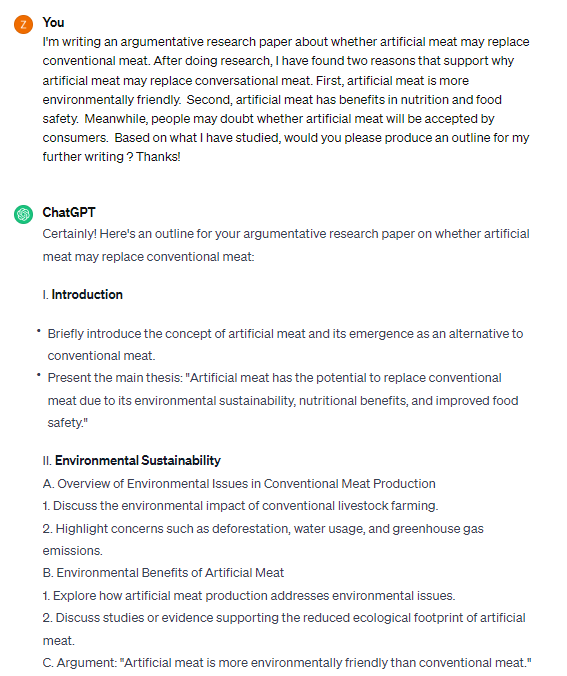 Z You
I'm writing an argumentative research paper about whether artificial meat may replace
conventional meat. After doing research, I have found two reasons that support why
artificial meat may replace conversational meat. First, artificial meat is more
environmentally friendly. Second, artificial meat has benefits in nutrition and food
safety. Meanwhile, people may doubt whether artificial meat will be accepted by
consumers. Based on what I have studied, would you please produce an outline for my
further writing ? Thanks!
ChatGPT
Certainly! Here's an outline for your argumentative research paper on whether artificial
meat may replace conventional meat:
I. Introduction
• Briefly introduce the concept of artificial meat and its emergence as an alternative to
conventional meat.
• Present the main thesis: "Artificial meat has the potential to replace conventional
meat due to its environmental sustainability, nutritional benefits, and improved food
safety."
II. Environmental Sustainability
A. Overview of Environmental Issues in Conventional Meat Production
1. Discuss the environmental impact of conventional livestock farming.
2. Highlight concerns such as deforestation, water usage, and greenhouse gas
emissions.
B. Environmental Benefits of Artificial Meat
1. Explore how artificial meat production addresses environmental issues.
2. Discuss studies or evidence supporting the reduced ecological footprint of artificial
meat.
C. Argument: "Artificial meat is more environmentally friendly than conventional meat."